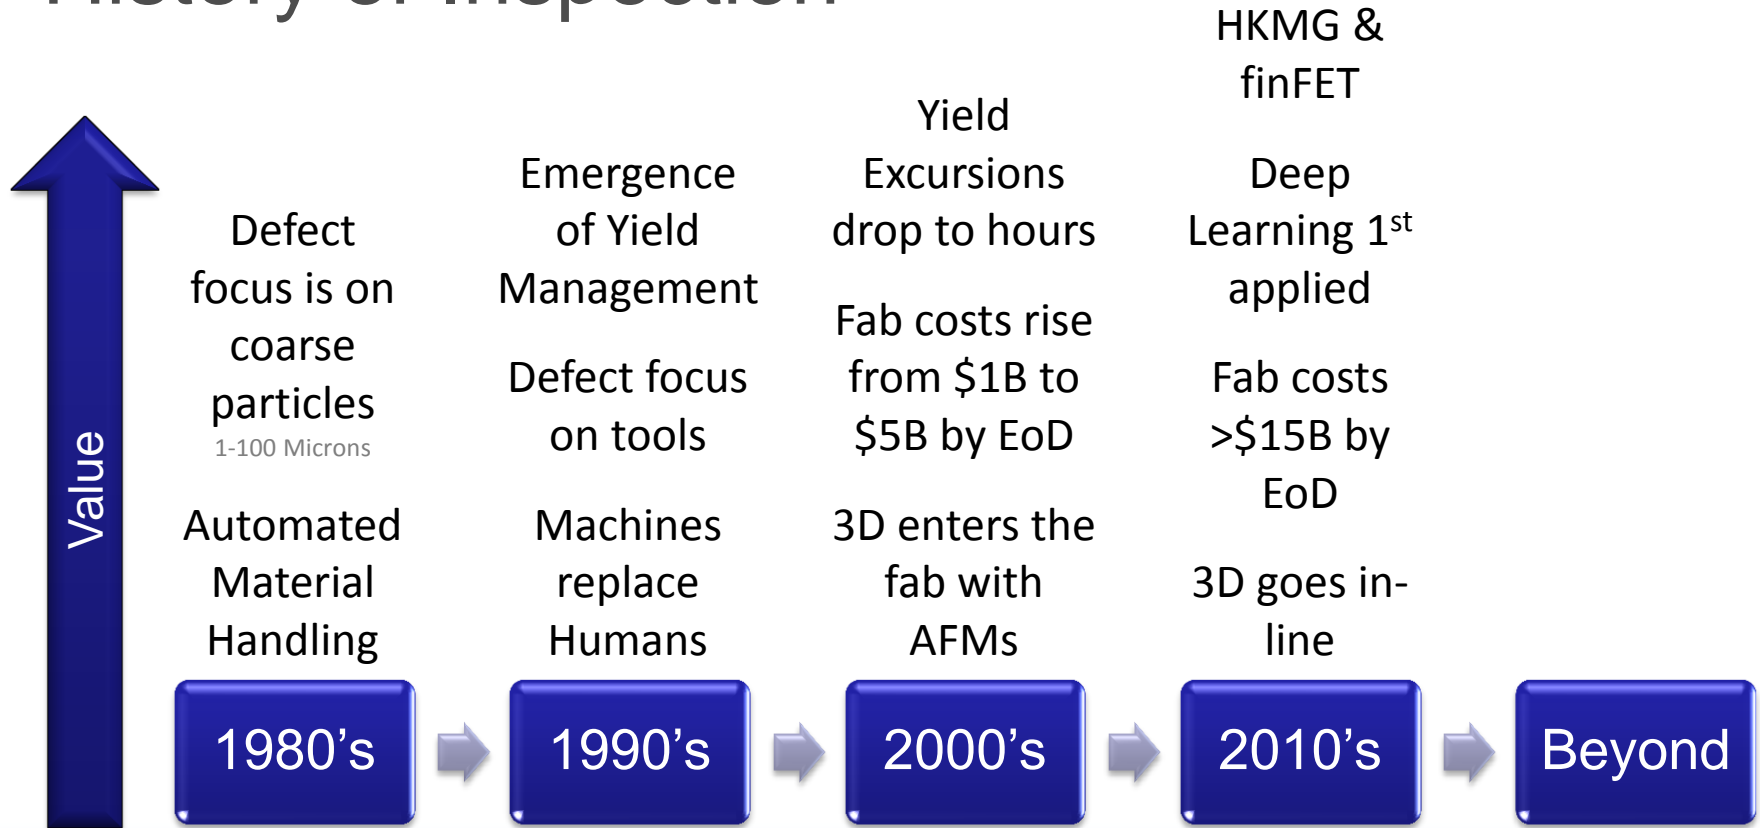 History of Inspection
Value
Defect
focus is on
coarse
particles
1-100 Microns
Automated
Material
Handling
1980's
Emergence
of Yield
Management
Defect focus
on tools
Machines
replace
Humans
1990's
Yield
Excursions
drop to hours
Fab costs rise
from $1B to
$5B by EoD
3D enters the
fab with
AFMs
2000's
HKMG &
finFET
Deep
Learning 1st
applied
Fab costs
>$15B by
EoD
3D goes in-
line
2010's
Beyond